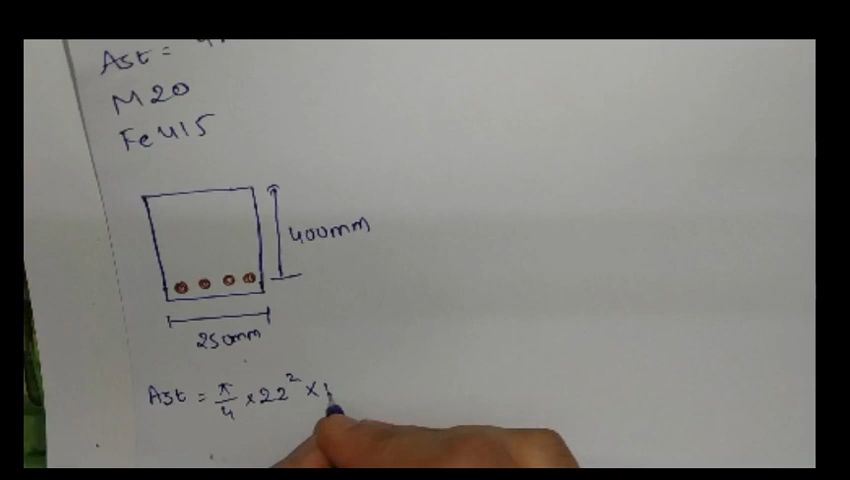 Ast =
M20
Fe415
400mm
250mm
Ast = π/4 × 22² ×